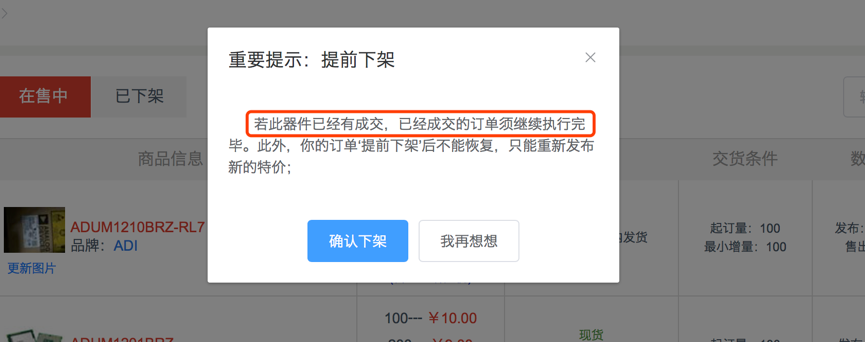 重要提示：提前下架
在售中
已下架
若此器件已经有成交，已经成交的订单须继续执行完
毕。此外，你的订单‘提前下架’后不能恢复，只能重新发布
新的特价；
确认下架
我再想想
商品信息
交货条件
数
ADUM1210BRZ-RL7
品牌：ADI
更新图片
内发货
起订量：100
最小增量：100
发布:
售出
100---￥10.00
现货